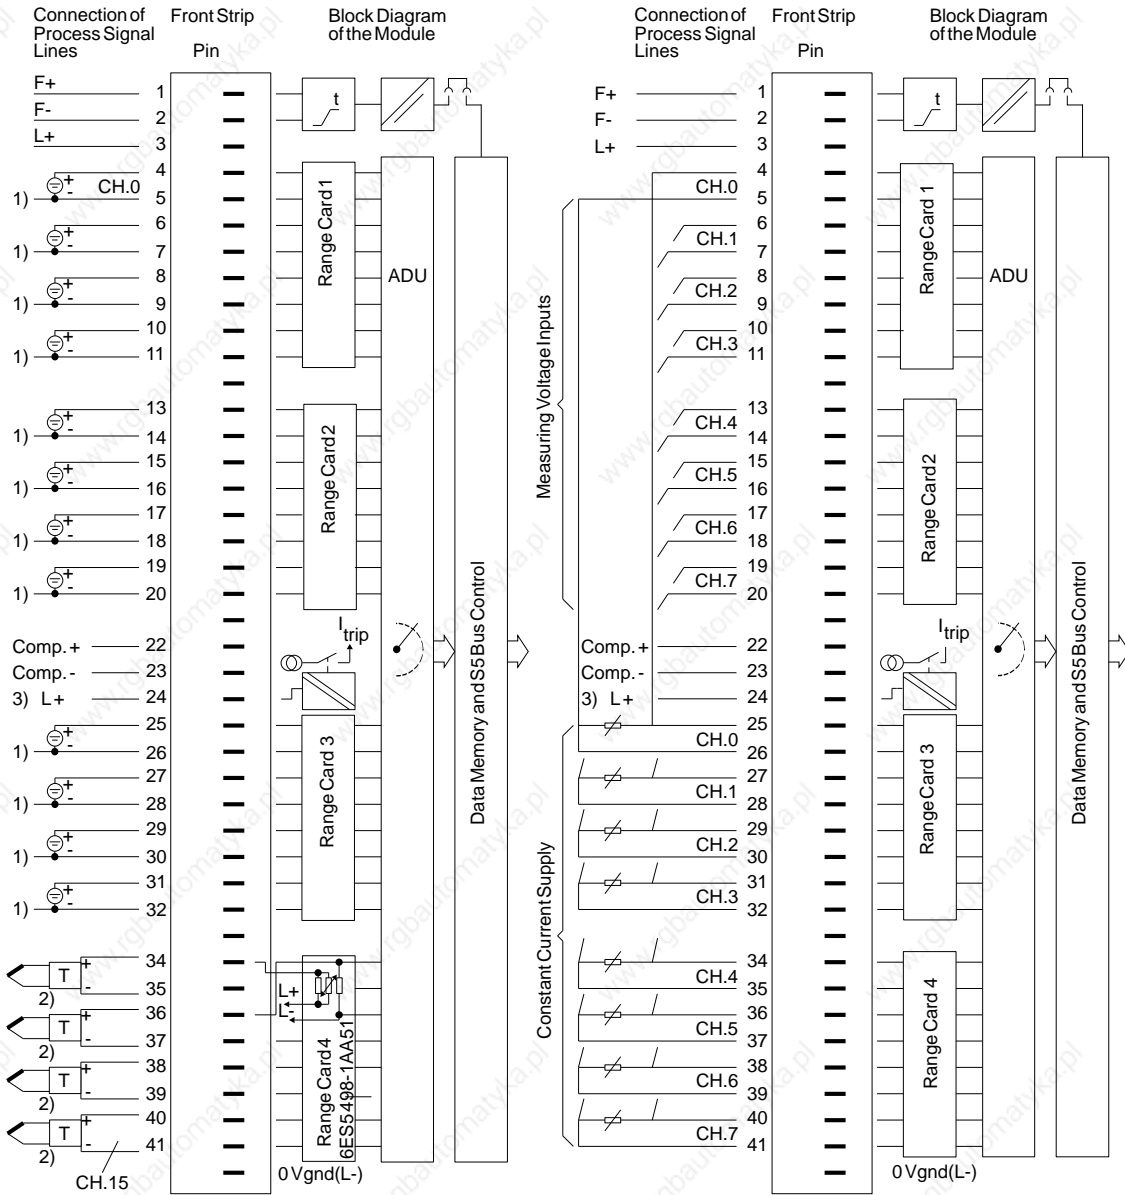 Connection of
Process Signal
Lines
Front Strip
Pin
Block Diagram
of the Module
F+
1
F-
2
L+
3
4
CH.0
1)
5
6
1)
7
8
1)
9
10
1)
11
13
1)
14
15
1)
16
17
1)
18
19
1)
20
Comp. +
22
Comp. -
23
3) L+
24
25
1)
26
27
1)
28
29
1)
30
31
1)
32
34
T
2)
35
36
T
2)
37
38
T
2)
39
40
T
2)
41
CH.15
+
-
t
Range Card 1
Range Card 2
Itrip
Range Card 3
L+
L-
Range Card 4
6ES5498-1AA51
0 Vgnd(L-)
ADU
Data Memory and S5 Bus Control
Connection of
Process Signal
Lines
Front Strip
Pin
Block Diagram
of the Module
F+
1
F-
2
L+
3
4
CH.0
5
6
CH.1
7
8
CH.2
9
10
CH.3
11
13
CH.4
14
15
CH.5
16
17
CH.6
18
19
CH.7
20
Measuring Voltage Inputs
Comp. +
22
Comp. -
23
3) L+
24
25
CH.0
26
27
CH.1
28
29
CH.2
30
31
CH.3
32
34
CH.4
35
36
CH.5
37
38
CH.6
39
40
CH.7
41
Constant Current Supply
t
Range Card 1
Range Card 2
Itrip
Range Card 3
Range Card 4
0 Vgnd(L-)
ADU
Data Memory and S5 Bus Control
www.rgbautomatyka.pl